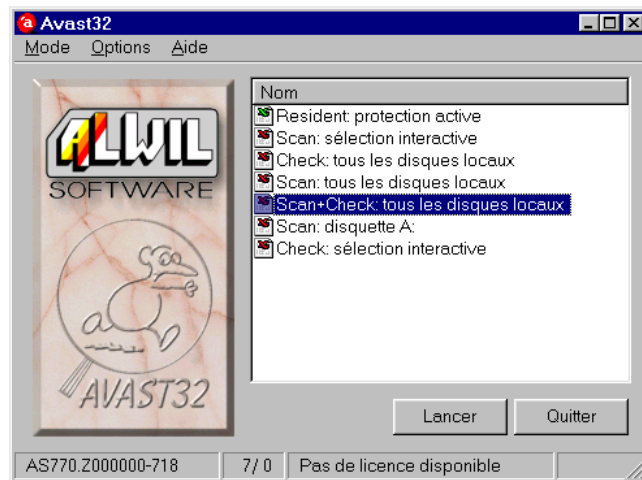 Avast32
Mode Options Aide
ALWIL
SOFTWARE
AVAST32
Nom
Resident: protection active
Scan: sélection interactive
Check: tous les disques locaux
Scan: tous les disques locaux
Scan+Check: tous les disques locaux
Scan: disquette A:
Check: sélection interactive
Lancer
Quitter
AS770.Z000000-718
7/ 0
Pas de licence disponible